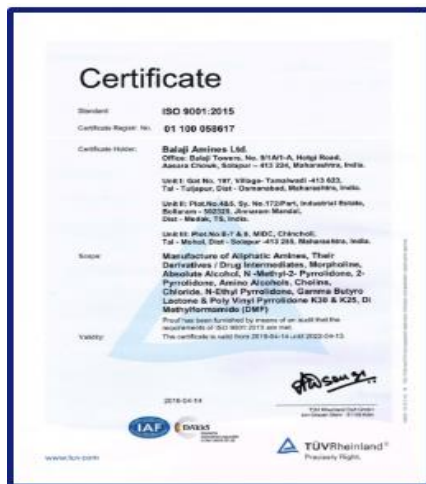 Certificate
Standard ISO 9001:2015
Certificate Registr. No. 01 100 058617
Certificate Holder: Balaji Amines Ltd.
Office: Balaji Towers, No. 9/1A/1-A, Hotgi Road,
Aasara Chowk, Solapur – 413 224, Maharashtra, India.
Unit I: Gat No. 197, Village- Tamalwadi -413 623,
Tal - Tuljapur, Dist - Osmanabad, Maharashtra, India.
Unit II: Plot.No.4&5, Sy. No.172/Part, Industrial Estate,
Bollaram - 502325, Jinnaram Mandal,
Dist - Medak, TS, India.
Unit III: Plot.No E-7 & 8, MIDC, Chincholi,
Tal - Mohol, Dist - Solapur -413 255, Maharashtra, India.
Scope: Manufacture of Aliphatic Amines, Their
Derivatives / Drug Intermediates, Morpholine,
Absolute Alcohol, N -Methyl-2- Pyrrolidone, 2-
Pyrrolidone, Amino Alcohols, Choline,
Chloride, N-Ethyl Pyrrolidone, Gamma Butyro
Lactone & Poly Vinyl Pyrrolidone K30 & K25, Di
Methylformamide (DMF)
Proof has been furnished by means of an audit that the
requirements of ISO 9001:2015 are met.
Validity: The certificate is valid from 2019-04-14 until 2022-04-13.
2019-04-14
TÜV Rheinland Cert GmbH
IAF
DAkkS
www.tuv.com
TÜVRheinland®
Precisely Right.